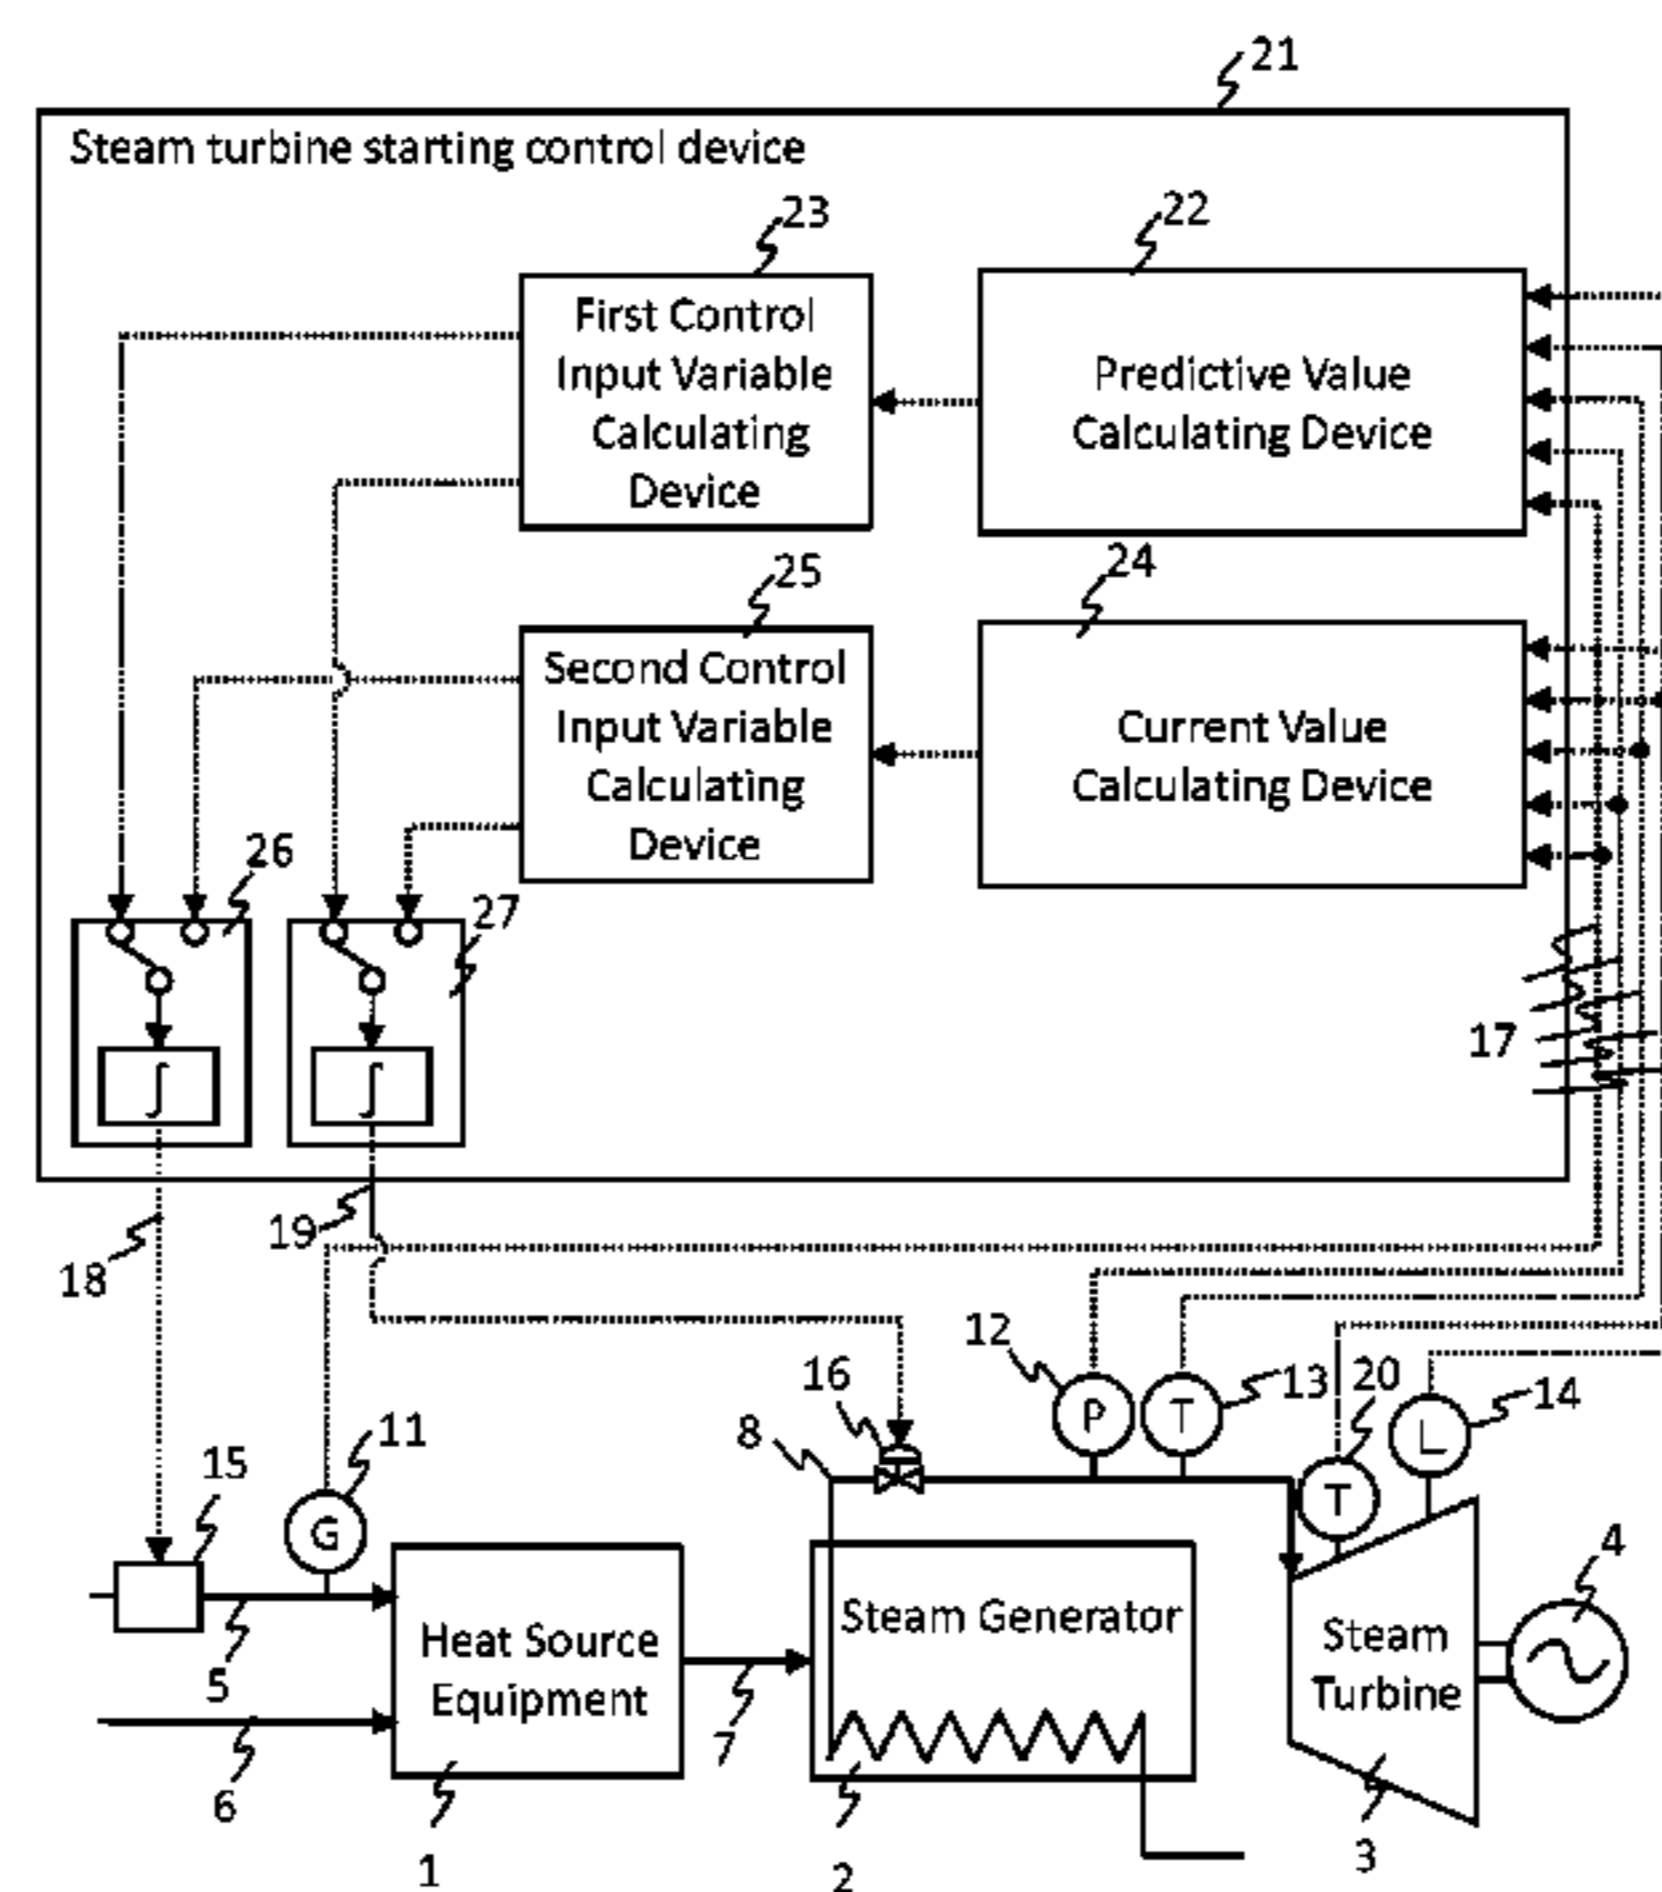 21
Steam turbine starting control device
23
22
First Control
Input Variable
Calculating
Device
Predictive Value
Calculating Device
25
24
Second Control
Input Variable
Calculating
Device
Current Value
Calculating Device
26
27
17
∫
∫
19
18
12
16
13
20
14
8
11
15
P
T
L
T
G
4
Heat Source
Equipment
Steam Generator
Steam
Turbine
5
7
6
1
2
3